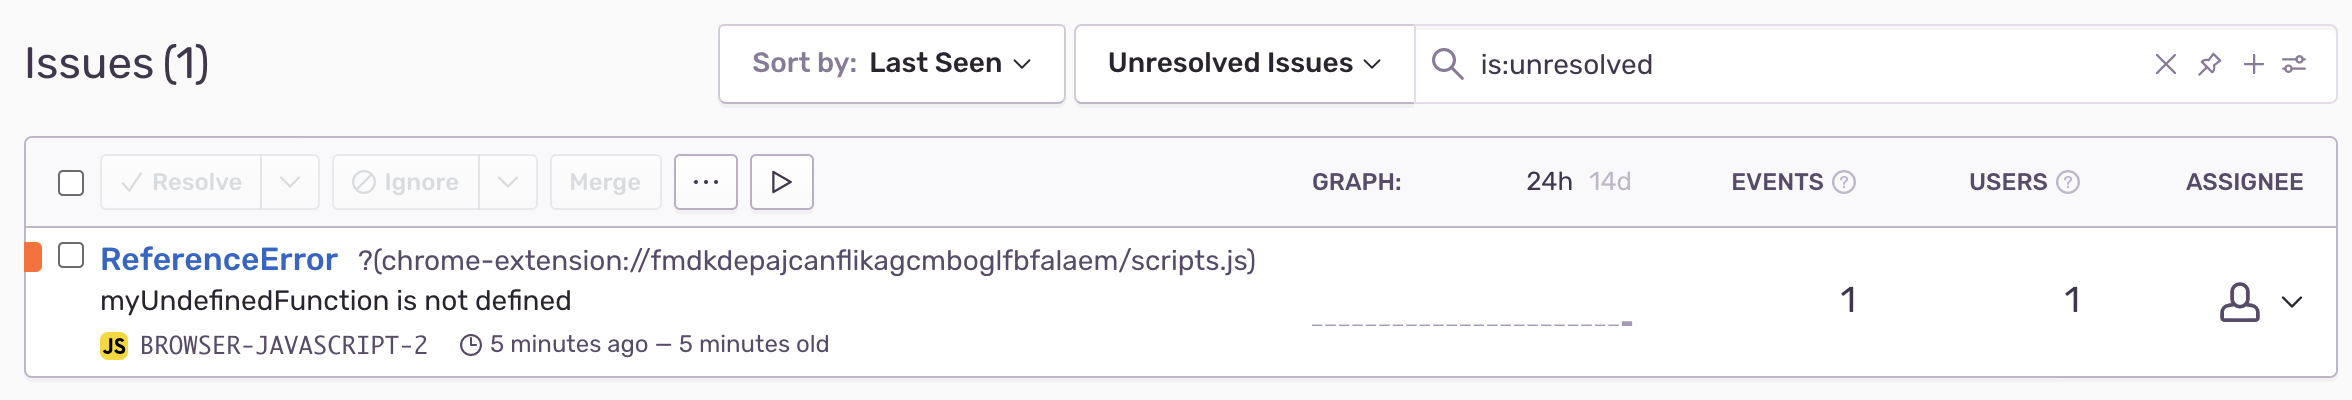 Issues (1)
Sort by: Last Seen
Unresolved Issues
is:unresolved
Resolve
Ignore
Merge
GRAPH:
24h 14d
EVENTS ?
USERS ?
ASSIGNEE
ReferenceError ?(chrome-extension://fmdkdepajcanflikagcmboglfbfalaem/scripts.js)
myUndefinedFunction is not defined
JS BROWSER-JAVASCRIPT-2 5 minutes ago — 5 minutes old
1
1